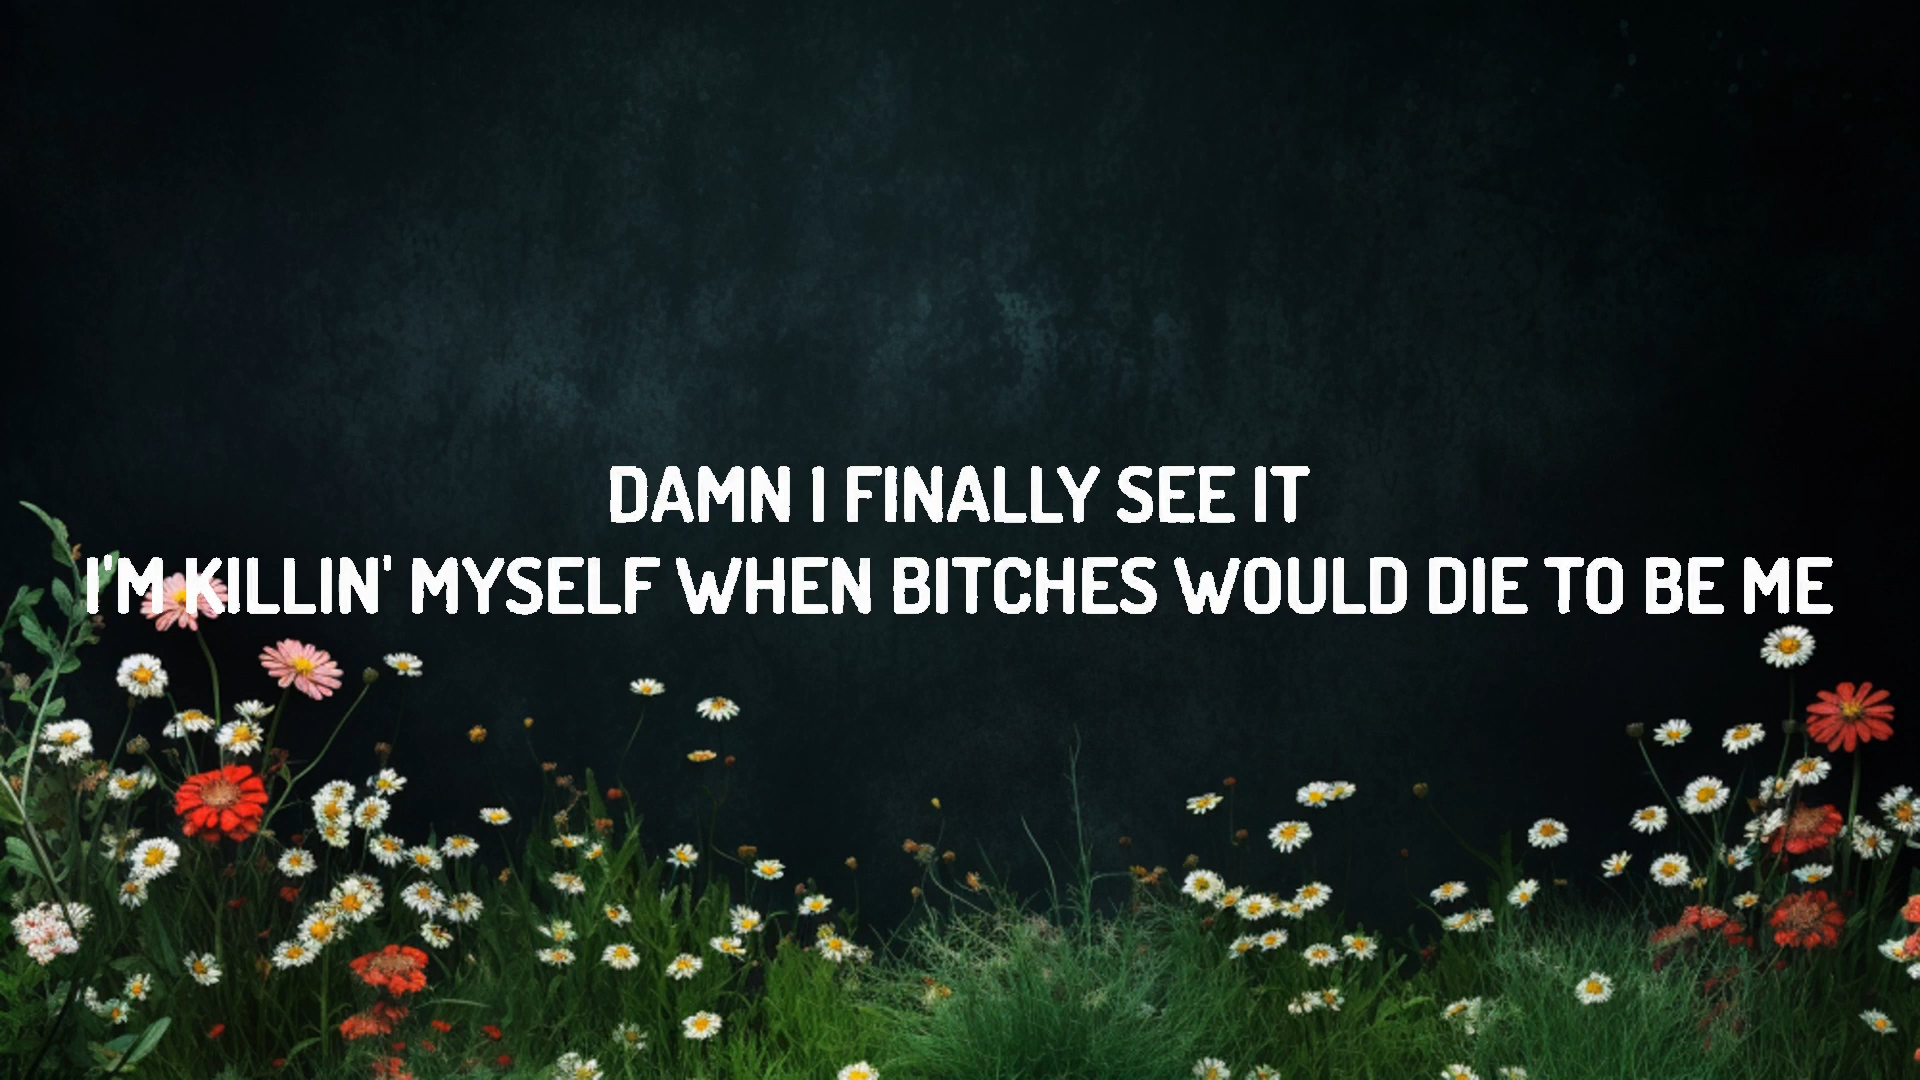 DAMN I FINALLY SEE IT
I'M KILLIN' MYSELF WHEN BITCHES WOULD DIE TO BE ME